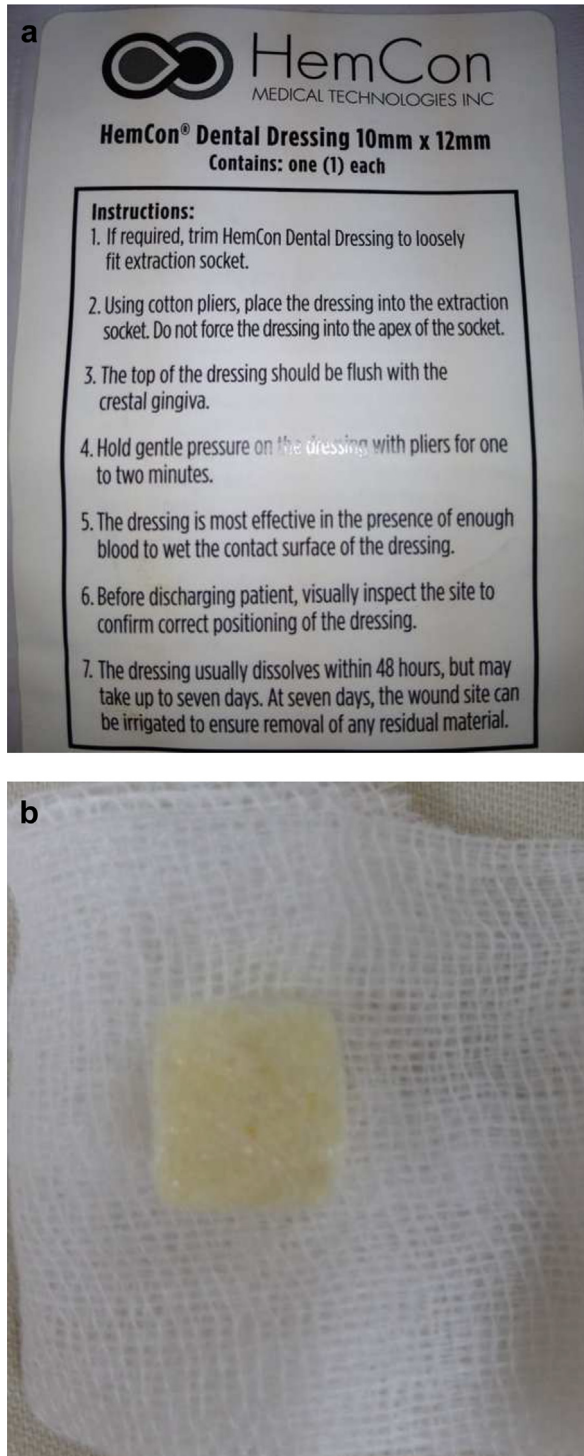 a
HemCon
MEDICAL TECHNOLOGIES INC
HemCon® Dental Dressing 10mm x 12mm
Contains: one (1) each
Instructions:
1. If required, trim HemCon Dental Dressing to loosely
fit extraction socket.
2. Using cotton pliers, place the dressing into the extraction
socket. Do not force the dressing into the apex of the socket.
3. The top of the dressing should be flush with the
crestal gingiva.
4. Hold gentle pressure on the dressing with pliers for one
to two minutes.
5. The dressing is most effective in the presence of enough
blood to wet the contact surface of the dressing.
6. Before discharging patient, visually inspect the site to
confirm correct positioning of the dressing.
7. The dressing usually dissolves within 48 hours, but may
take up to seven days. At seven days, the wound site can
be irrigated to ensure removal of any residual material.
b